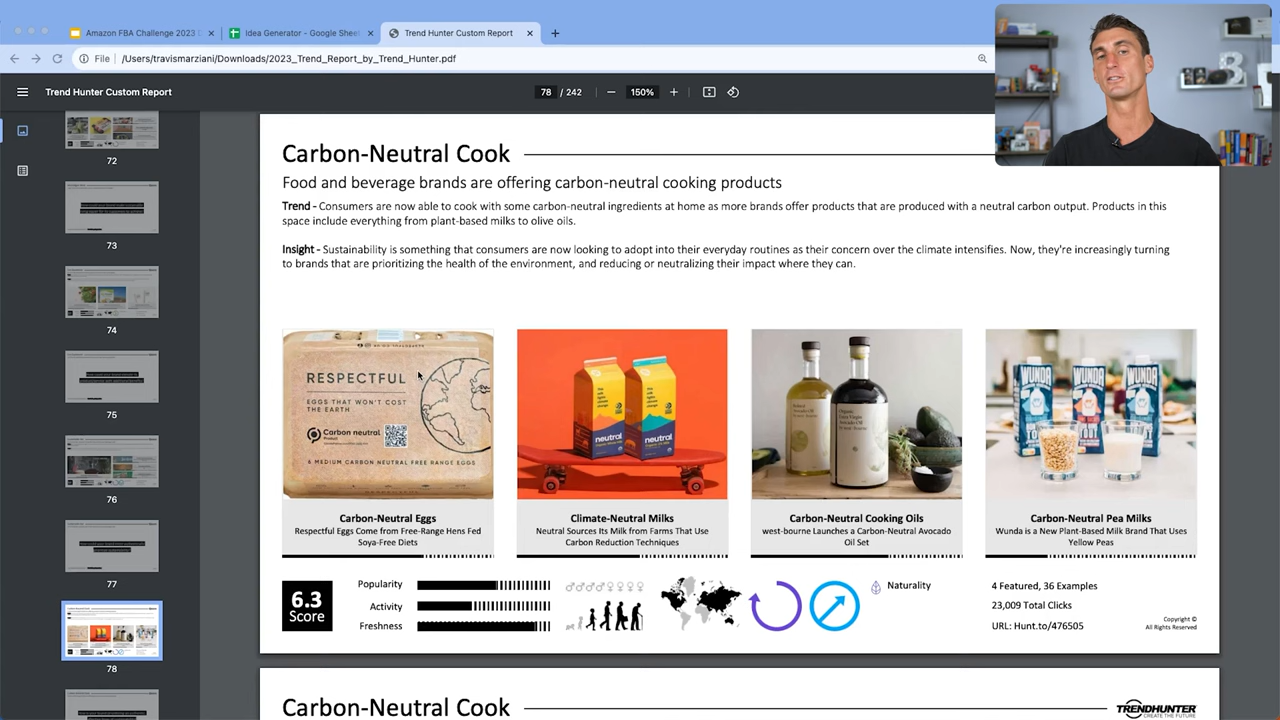 Amazon FBA Challenge 2023
Idea Generator - Google Shee
Trend Hunter Custom Report
File
/Users/travismarziani/Downloads/2023_Trend_Report_by_Trend_Hunter.pdf
Trend Hunter Custom Report
78 / 242
150%
72
73
74
75
76
77
78
Carbon-Neutral Cook
Food and beverage brands are offering carbon-neutral cooking products
Trend - Consumers are now able to cook with some carbon-neutral ingredients at home as more brands offer products that are produced with a neutral carbon output. Products in this
space include everything from plant-based milks to olive oils.
Insight - Sustainability is something that consumers are now looking to adopt into their everyday routines as their concern over the climate intensifies. Now, they're increasingly turning
to brands that are prioritizing the health of the environment, and reducing or neutralizing their impact where they can.
RESPECTFUL
EGGS THAT WON'T COST
THE EARTH
Carbon neutral
Product
6 MEDIUM CARBON NEUTRAL FREE RANGE EGGS
neutral
neutral
Avocado Oil
Organic
Extra Virgin
Avocado Oil
WUNDA
WUNDA
WUNDA
Carbon-Neutral Eggs
Respectful Eggs Come from Free-Range Hens Fed
Soya-Free Diets
Climate-Neutral Milks
Neutral Sources Its Milk from Farms That Use
Carbon Reduction Techniques
Carbon-Neutral Cooking Oils
west-bourne Launches a Carbon-Neutral Avocado
Oil Set
Carbon-Neutral Pea Milks
Wunda is a New Plant-Based Milk Brand That Uses
Yellow Peas
6.3
Score
Popularity
Activity
Freshness
Naturality
4 Featured, 36 Examples
23,009 Total Clicks
URL: Hunt.to/476505
Copyright ©
All Rights Reserved
Carbon-Neutral Cook
TRENDHUNTER
CREATE THE FUTURE